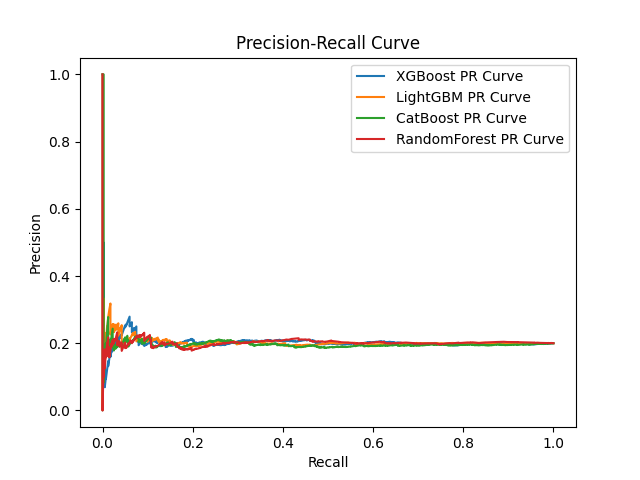 Precision-Recall Curve
XGBoost PR Curve
LightGBM PR Curve
CatBoost PR Curve
RandomForest PR Curve
1.0
0.8
0.6
0.4
0.2
0.0
Precision
0.0 0.2 0.4 0.6 0.8 1.0
Recall